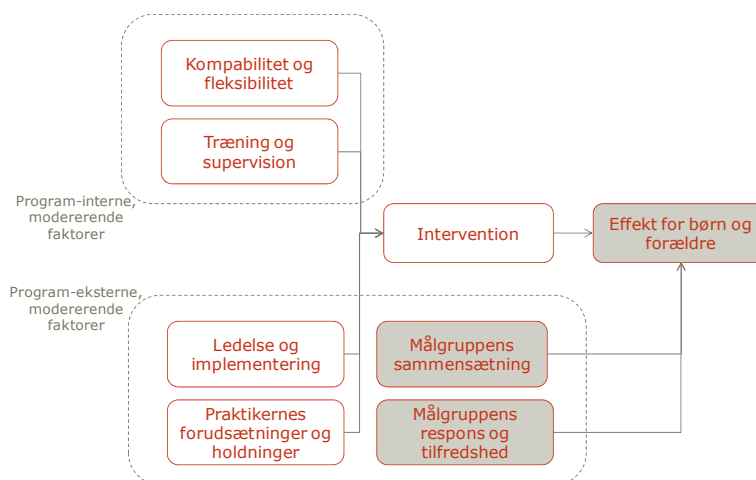 Kompabilitet og
fleksibilitet
Træning og
supervision
Program-interne,
modererende
faktorer
Intervention
Effekt for børn og
forældre
Program-eksterne,
modererende
faktorer
Ledelse og
implementering
Målgruppens
sammensætning
Praktikernes
forudsætninger og
holdninger
Målgruppens
respons og
tilfredshed